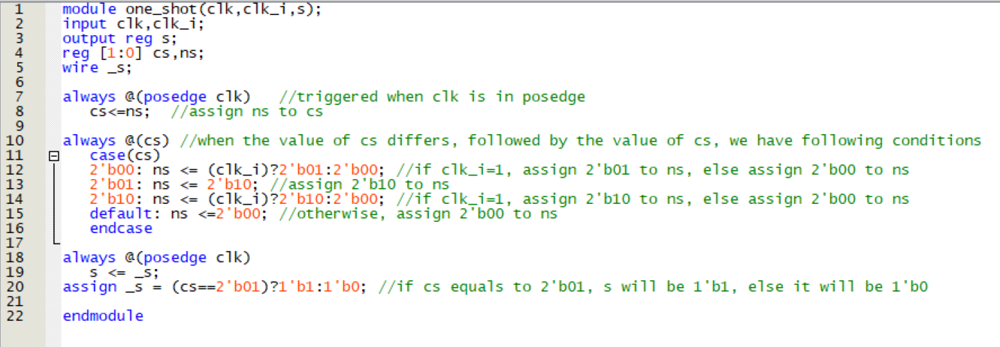 1 module one_shot(clk,clk_i,s);
2 input clk,clk_i;
3 output reg s;
4 reg [1:0] cs,ns;
5 wire _s;
6
7 always @(posedge clk) //triggered when clk is in posedge
8 cs<=ns; //assign ns to cs
9
10 always @(cs) //when the value of cs differs, followed by the value of cs, we have following conditions
11 case(cs)
12 2'b00: ns <= (clk_i)?2'b01:2'b00; //if clk_i=1, assign 2'b01 to ns, else assign 2'b00 to ns
13 2'b01: ns <= 2'b10; //assign 2'b10 to ns
14 2'b10: ns <= (clk_i)?2'b10:2'b00; //if clk_i=1, assign 2'b10 to ns, else assign 2'b00 to ns
15 default: ns <=2'b00; //otherwise, assign 2'b00 to ns
16 endcase
17
18 always @(posedge clk)
19 s <= _s;
20 assign _s = (cs==2'b01)?1'b1:1'b0; //if cs equals to 2'b01, s will be 1'b1, else it will be 1'b0
21
22 endmodule